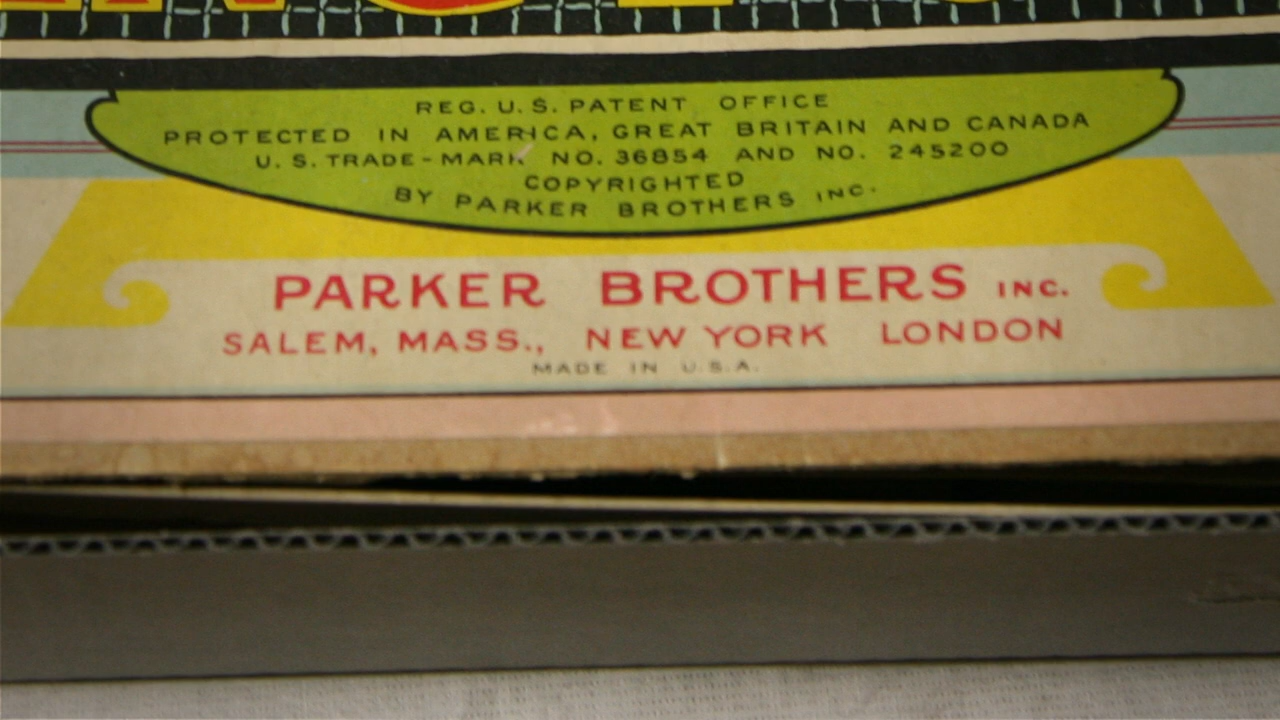 REG. U. S. PATENT OFFICE
PROTECTED IN AMERICA, GREAT BRITAIN AND CANADA
U. S. TRADE-MARK NO. 36854 AND NO. 245200
COPYRIGHTED
BY PARKER BROTHERS INC.
PARKER BROTHERS INC.
SALEM, MASS., NEW YORK LONDON
MADE IN U.S.A.